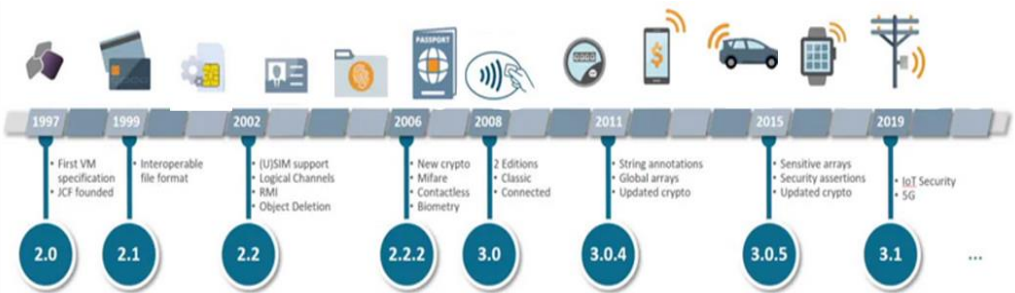 PASSPORT
1997
1999
2002
2006
2008
2011
2015
2019
• First VM
specification
• JCF founded
• Interoperable
file format
• (U)SIM support
• Logical Channels
• RMI
• Object Deletion
• New crypto
• Mifare
• Contactless
• Biometry
2 Editions
• Classic
• Connected
• String annotations
• Global arrays
• Updated crypto
• Sensitive arrays
• Security assertions
• Updated crypto
• IoT Security
• 5G
2.0
2.1
2.2
2.2.2
3.0
3.0.4
3.0.5
3.1
...